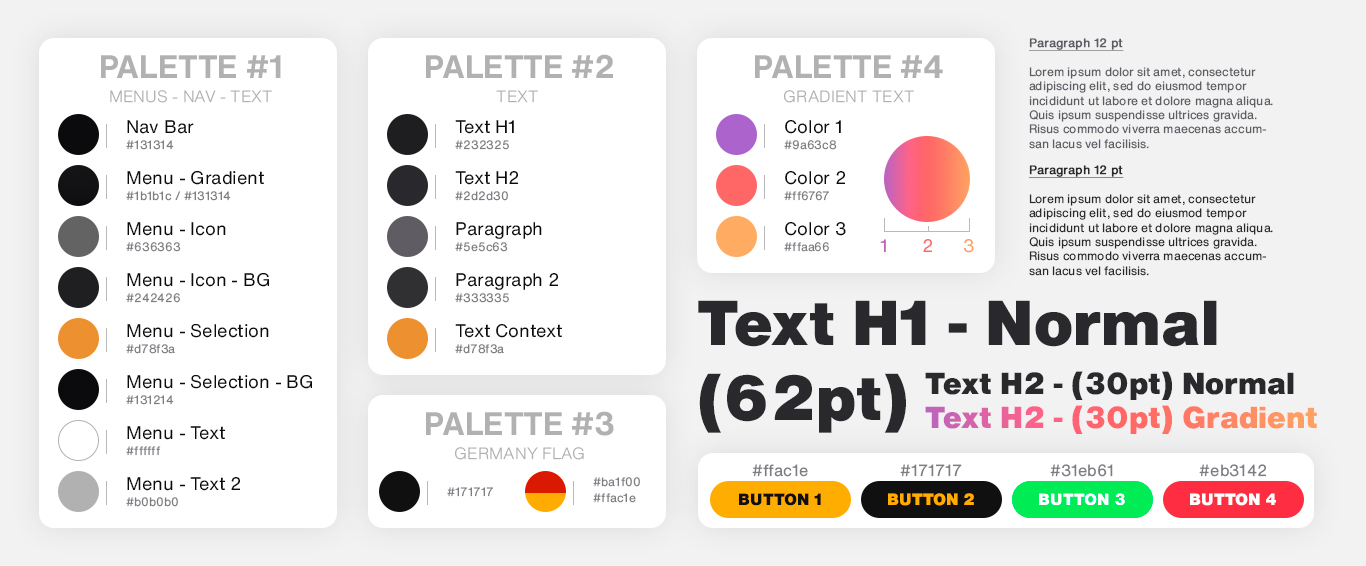 PALETTE #1
MENUS - NAV - TEXT
Nav Bar
#131314
Menu - Gradient
#1b1b1c / #131314
Menu - Icon
#636363
Menu - Icon - BG
#242426
Menu - Selection
#d78f3a
Menu - Selection - BG
#131214
Menu - Text
#ffffff
Menu - Text 2
#b0b0b0
PALETTE #2
TEXT
Text H1
#232325
Text H2
#2d2d30
Paragraph
#5e5c63
Paragraph 2
#333335
Text Context
#d78f3a
PALETTE #3
GERMANY FLAG
#171717
#ba1f00
#ffac1e
PALETTE #4
GRADIENT TEXT
Color 1
#9a63c8
Color 2
#ff6767
Color 3
#ffaa66
1 2 3
Paragraph 12 pt
Lorem ipsum dolor sit amet, consectetur
adipiscing elit, sed do eiusmod tempor
incididunt ut labore et dolore magna aliqua.
Quis ipsum suspendisse ultrices gravida.
Risus commodo viverra maecenas accum-
san lacus vel facilisis.
Paragraph 12 pt
Lorem ipsum dolor sit amet, consectetur
adipiscing elit, sed do eiusmod tempor
incididunt ut labore et dolore magna aliqua.
Quis ipsum suspendisse ultrices gravida.
Risus commodo viverra maecenas accum-
san lacus vel facilisis.
Text H1 - Normal
(62pt)
Text H2 - (30pt) Normal
Text H2 - (30pt) Gradient
#ffac1e #171717 #31eb61 #eb3142
BUTTON 1 BUTTON 2 BUTTON 3 BUTTON 4